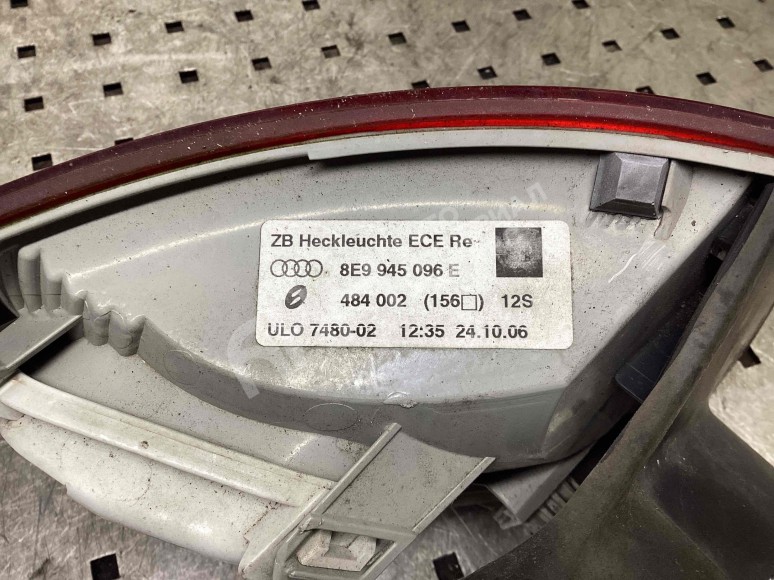 ZB Heckleuchte ECE Re
8E9 945 096 E
484 002 (156□) 12S
ULO 7480-02 12:35 24.10.06